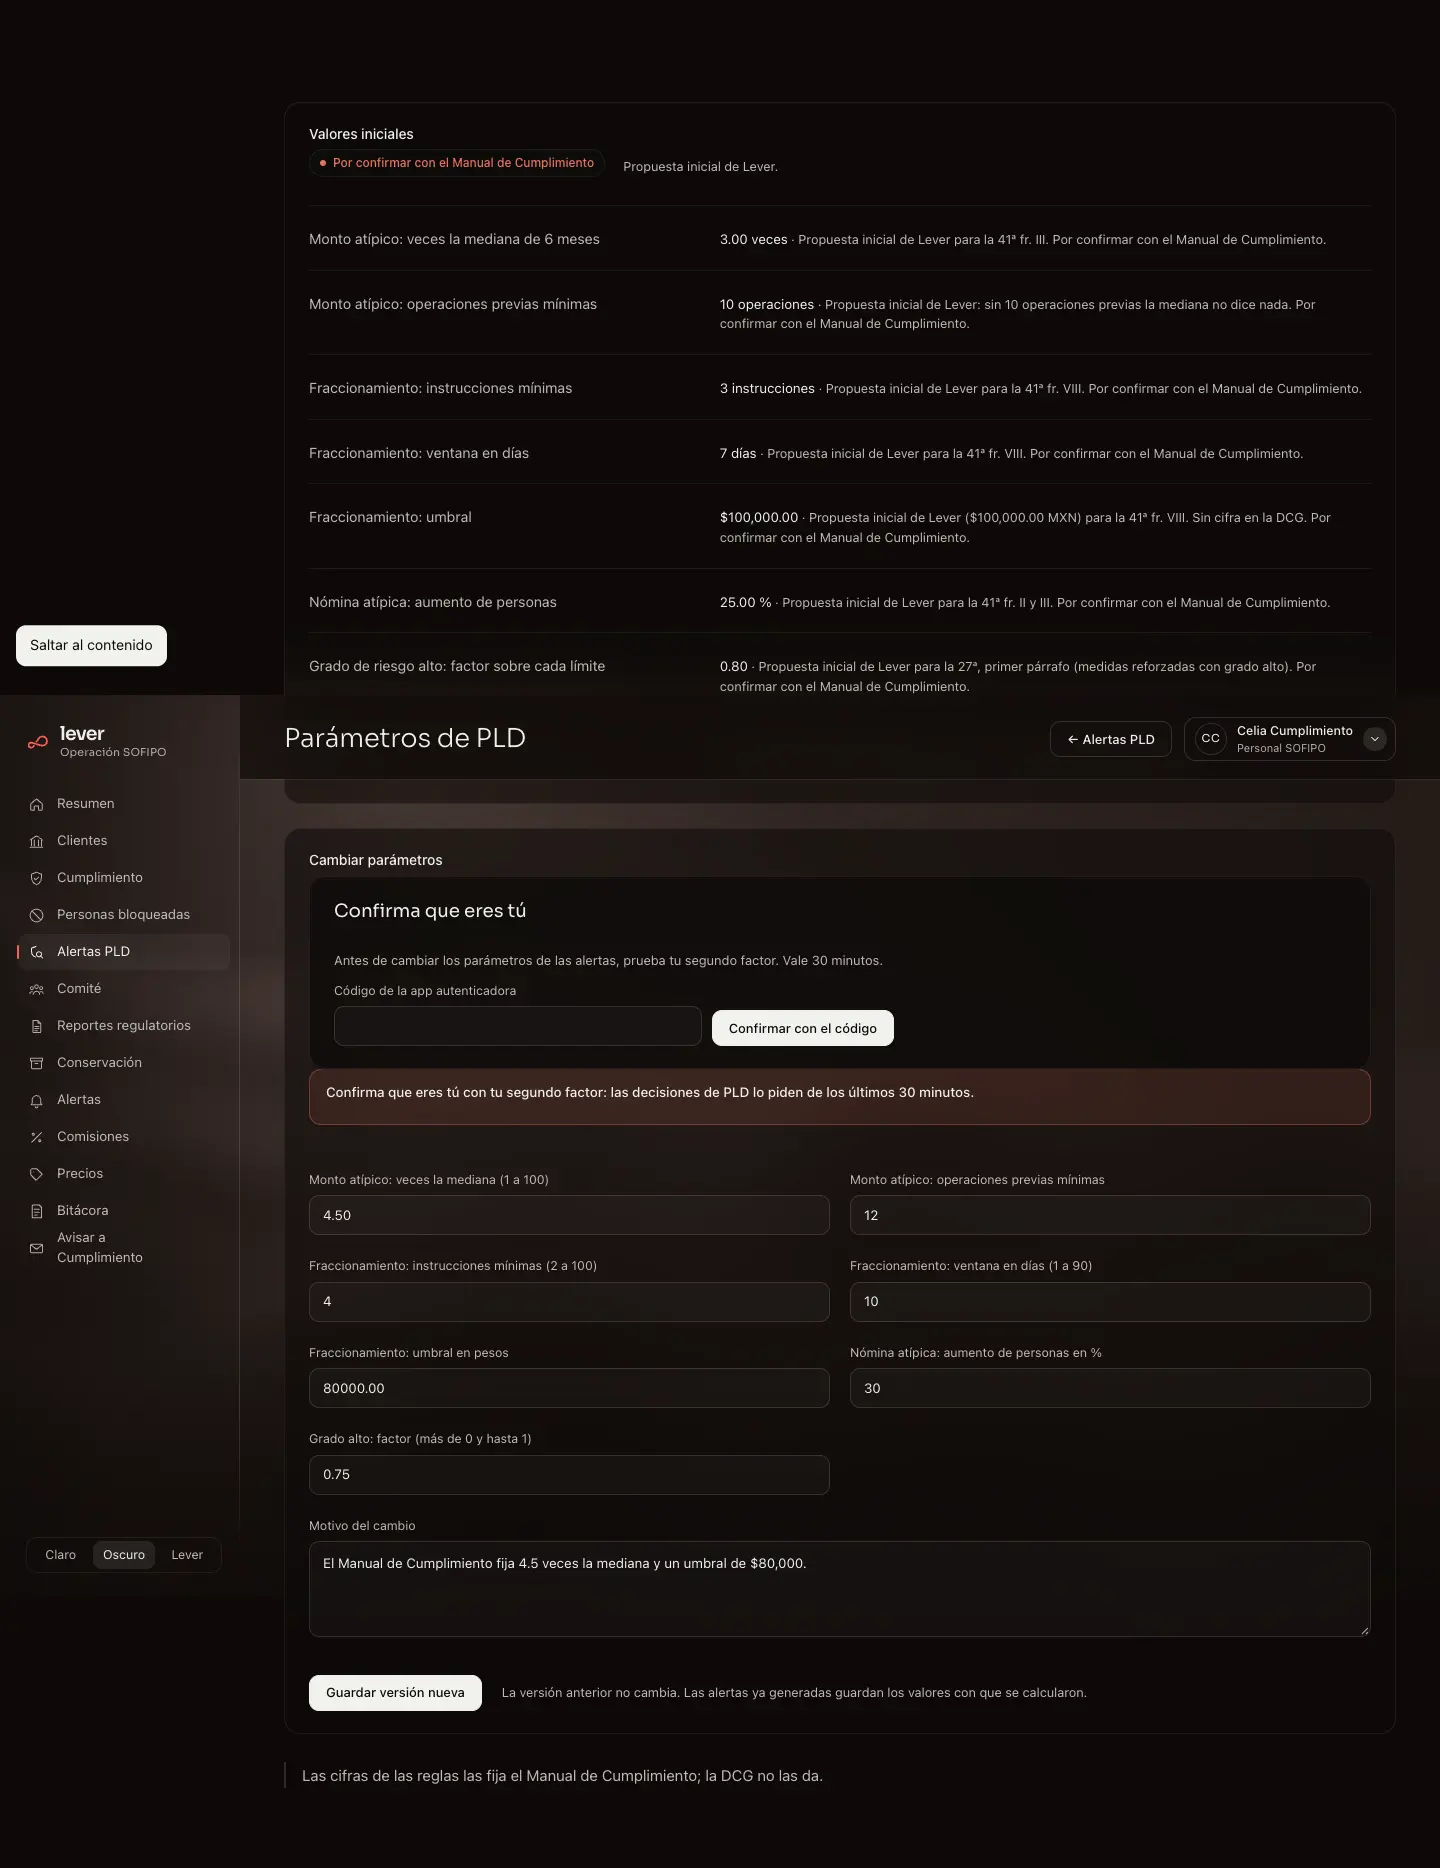 Valores iniciales
Por confirmar con el Manual de Cumplimiento
Propuesta inicial de Lever.
Monto atípico: veces la mediana de 6 meses
3.00 veces · Propuesta inicial de Lever para la 41ª fr. III. Por confirmar con el Manual de Cumplimiento.
Monto atípico: operaciones previas mínimas
10 operaciones · Propuesta inicial de Lever: sin 10 operaciones previas la mediana no dice nada. Por
confirmar con el Manual de Cumplimiento.
Fraccionamiento: instrucciones mínimas
3 instrucciones · Propuesta inicial de Lever para la 41ª fr. VIII. Por confirmar con el Manual de Cumplimiento.
Fraccionamiento: ventana en días
7 días · Propuesta inicial de Lever para la 41ª fr. VIII. Por confirmar con el Manual de Cumplimiento.
Fraccionamiento: umbral
$100,000.00 · Propuesta inicial de Lever ($100,000.00 MXN) para la 41ª fr. VIII. Sin cifra en la DCG. Por
confirmar con el Manual de Cumplimiento.
Nómina atípica: aumento de personas
25.00 % · Propuesta inicial de Lever para la 41ª fr. II y III. Por confirmar con el Manual de Cumplimiento.
Saltar al contenido
Grado de riesgo alto: factor sobre cada límite
0.80 · Propuesta inicial de Lever para la 27ª, primer párrafo (medidas reforzadas con grado alto). Por
confirmar con el Manual de Cumplimiento.
lever
Operación SOFIPO
Resumen
Clientes
Cumplimiento
Personas bloqueadas
Alertas PLD
Comité
Reportes regulatorios
Conservación
Alertas
Comisiones
Precios
Bitácora
Avisar a
Cumplimiento
Claro
Oscuro
Lever
Parámetros de PLD
← Alertas PLD
CC
Celia Cumplimiento
Personal SOFIPO
Cambiar parámetros
Confirma que eres tú
Antes de cambiar los parámetros de las alertas, prueba tu segundo factor. Vale 30 minutos.
Código de la app autenticadora
Confirmar con el código
Confirma que eres tú con tu segundo factor: las decisiones de PLD lo piden de los últimos 30 minutos.
Monto atípico: veces la mediana (1 a 100)
4.50
Monto atípico: operaciones previas mínimas
12
Fraccionamiento: instrucciones mínimas (2 a 100)
4
Fraccionamiento: ventana en días (1 a 90)
10
Fraccionamiento: umbral en pesos
80000.00
Nómina atípica: aumento de personas en %
30
Grado alto: factor (más de 0 y hasta 1)
0.75
Motivo del cambio
El Manual de Cumplimiento fija 4.5 veces la mediana y un umbral de $80,000.
Guardar versión nueva
La versión anterior no cambia. Las alertas ya generadas guardan los valores con que se calcularon.
Las cifras de las reglas las fija el Manual de Cumplimiento; la DCG no las da.